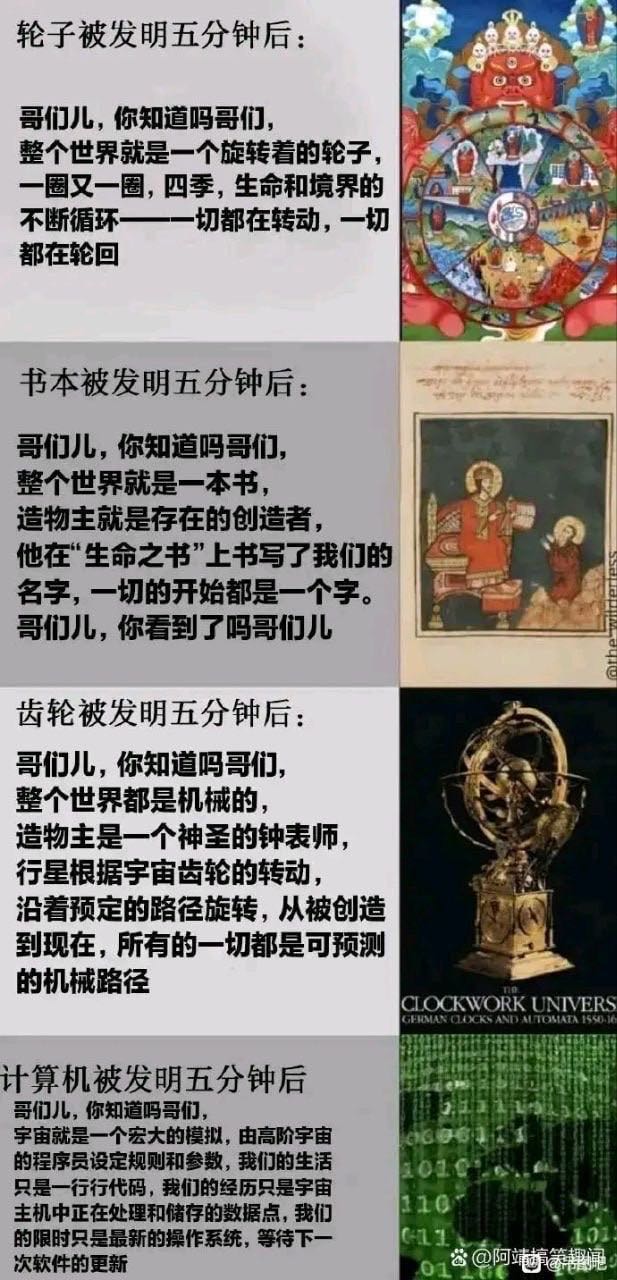 轮子被发明五分钟后：
哥们儿，你知道吗哥们，
整个世界就是一个旋转着的轮子，
一圈又一圈，四季，生命和境界的
不断循环———一切都在转动，一切
都在轮回
书本被发明五分钟后：
哥们儿，你知道吗哥们，
整个世界就是一本书，
造物主就是存在的创造者，
他在“生命之书”上书写了我们的
名字，一切的开始都是一个字。
哥们儿，你看到了吗哥们儿
@the_wilderless
齿轮被发明五分钟后：
哥们儿，你知道吗哥们，
整个世界都是机械的，
造物主是一个神圣的钟表师，
行星根据宇宙齿轮的转动，
沿着预定的路径旋转，从被创造
到现在，所有的一切都是可预测
的机械路径
THE
CLOCKWORK UNIVERS
GERMAN CLOCKS AND AUTOMATA 1550-16
计算机被发明五分钟后
哥们儿，你知道吗哥们，
宇宙就是一个宏大的模拟，由高阶宇宙
的程序员设定规则和参数，我们的生活
只是一行行代码，我们的经历只是宇宙
主机中正在处理和储存的数据点，我们
的限时只是最新的操作系统，等待下一
次软件的更新
@阿靖搞笑趣闻